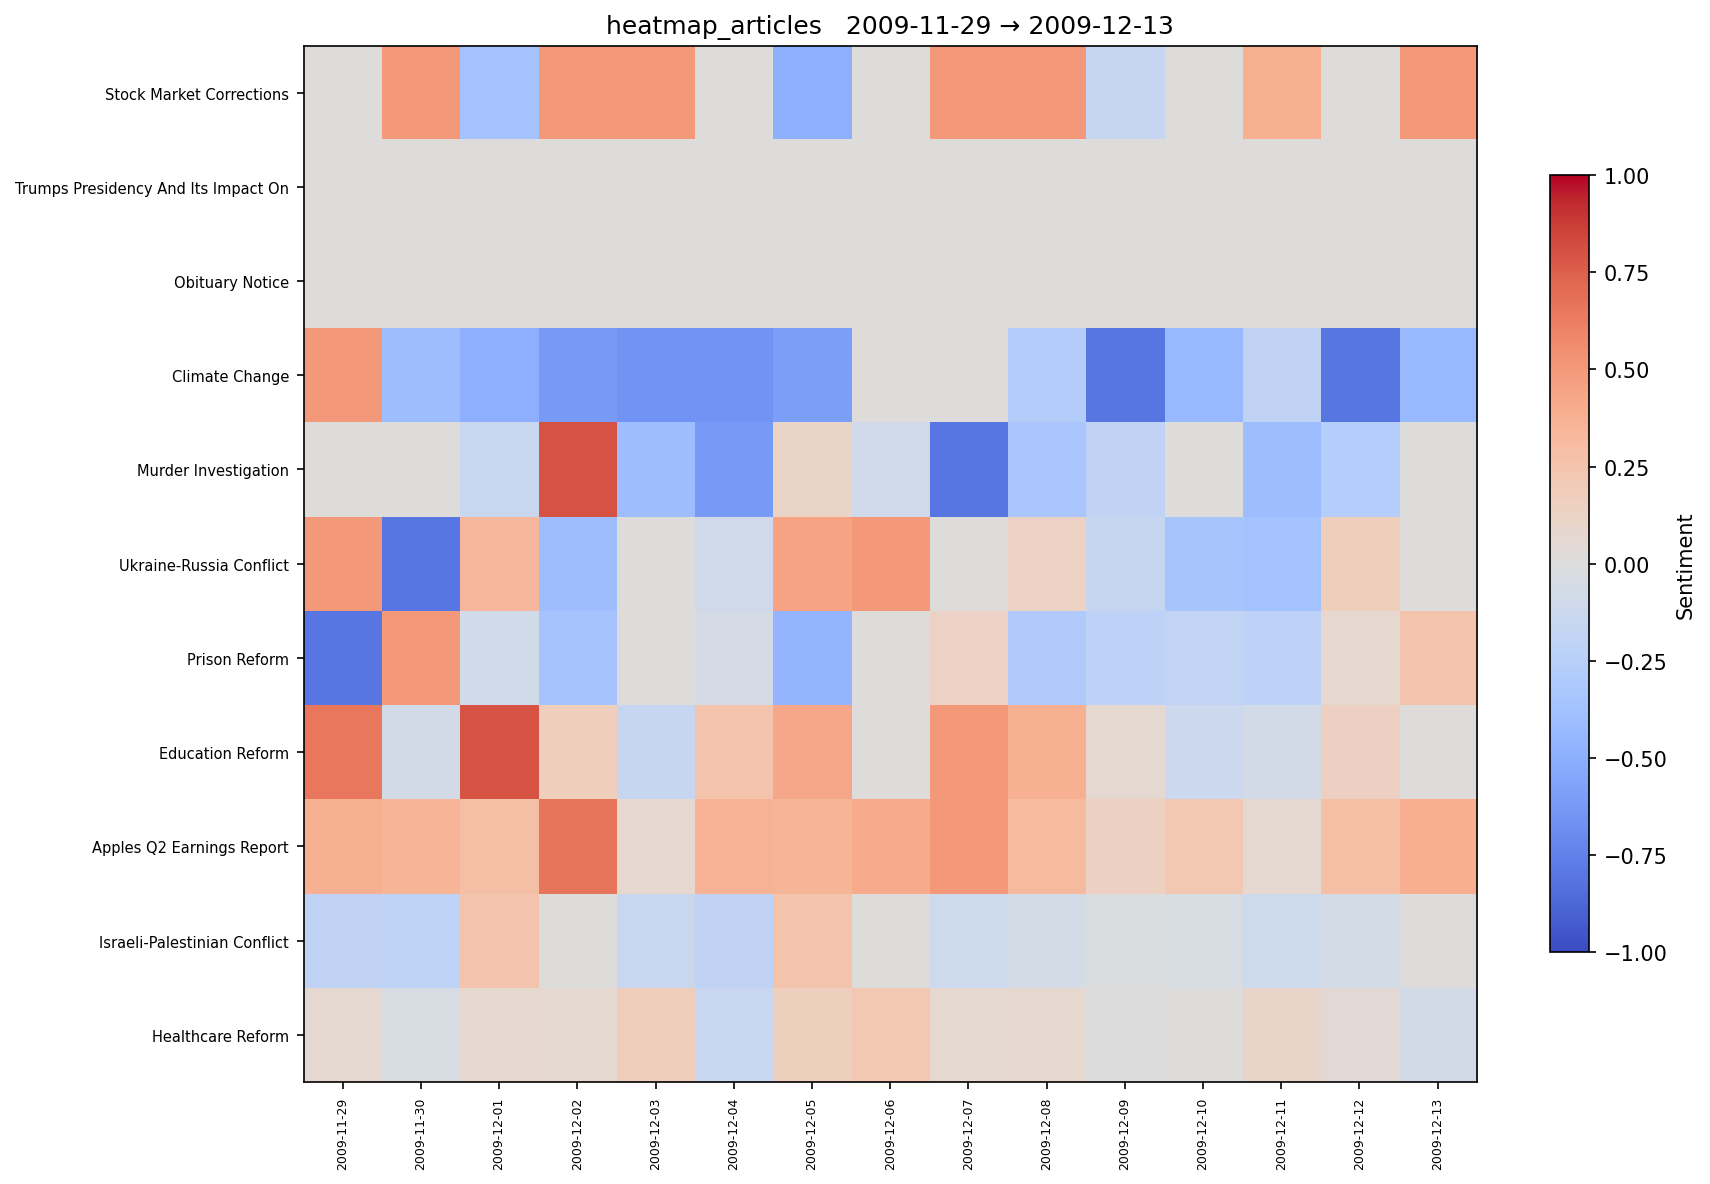 heatmap_articles   2009-11-29 → 2009-12-13
Stock Market Corrections
Trumps Presidency And Its Impact On
Obituary Notice
Climate Change
Murder Investigation
Ukraine-Russia Conflict
Prison Reform
Education Reform
Apples Q2 Earnings Report
Israeli-Palestinian Conflict
Healthcare Reform
2009-11-29
2009-11-30
2009-12-01
2009-12-02
2009-12-03
2009-12-04
2009-12-05
2009-12-06
2009-12-07
2009-12-08
2009-12-09
2009-12-10
2009-12-11
2009-12-12
2009-12-13
1.00
0.75
0.50
0.25
0.00
−0.25
−0.50
−0.75
−1.00
Sentiment